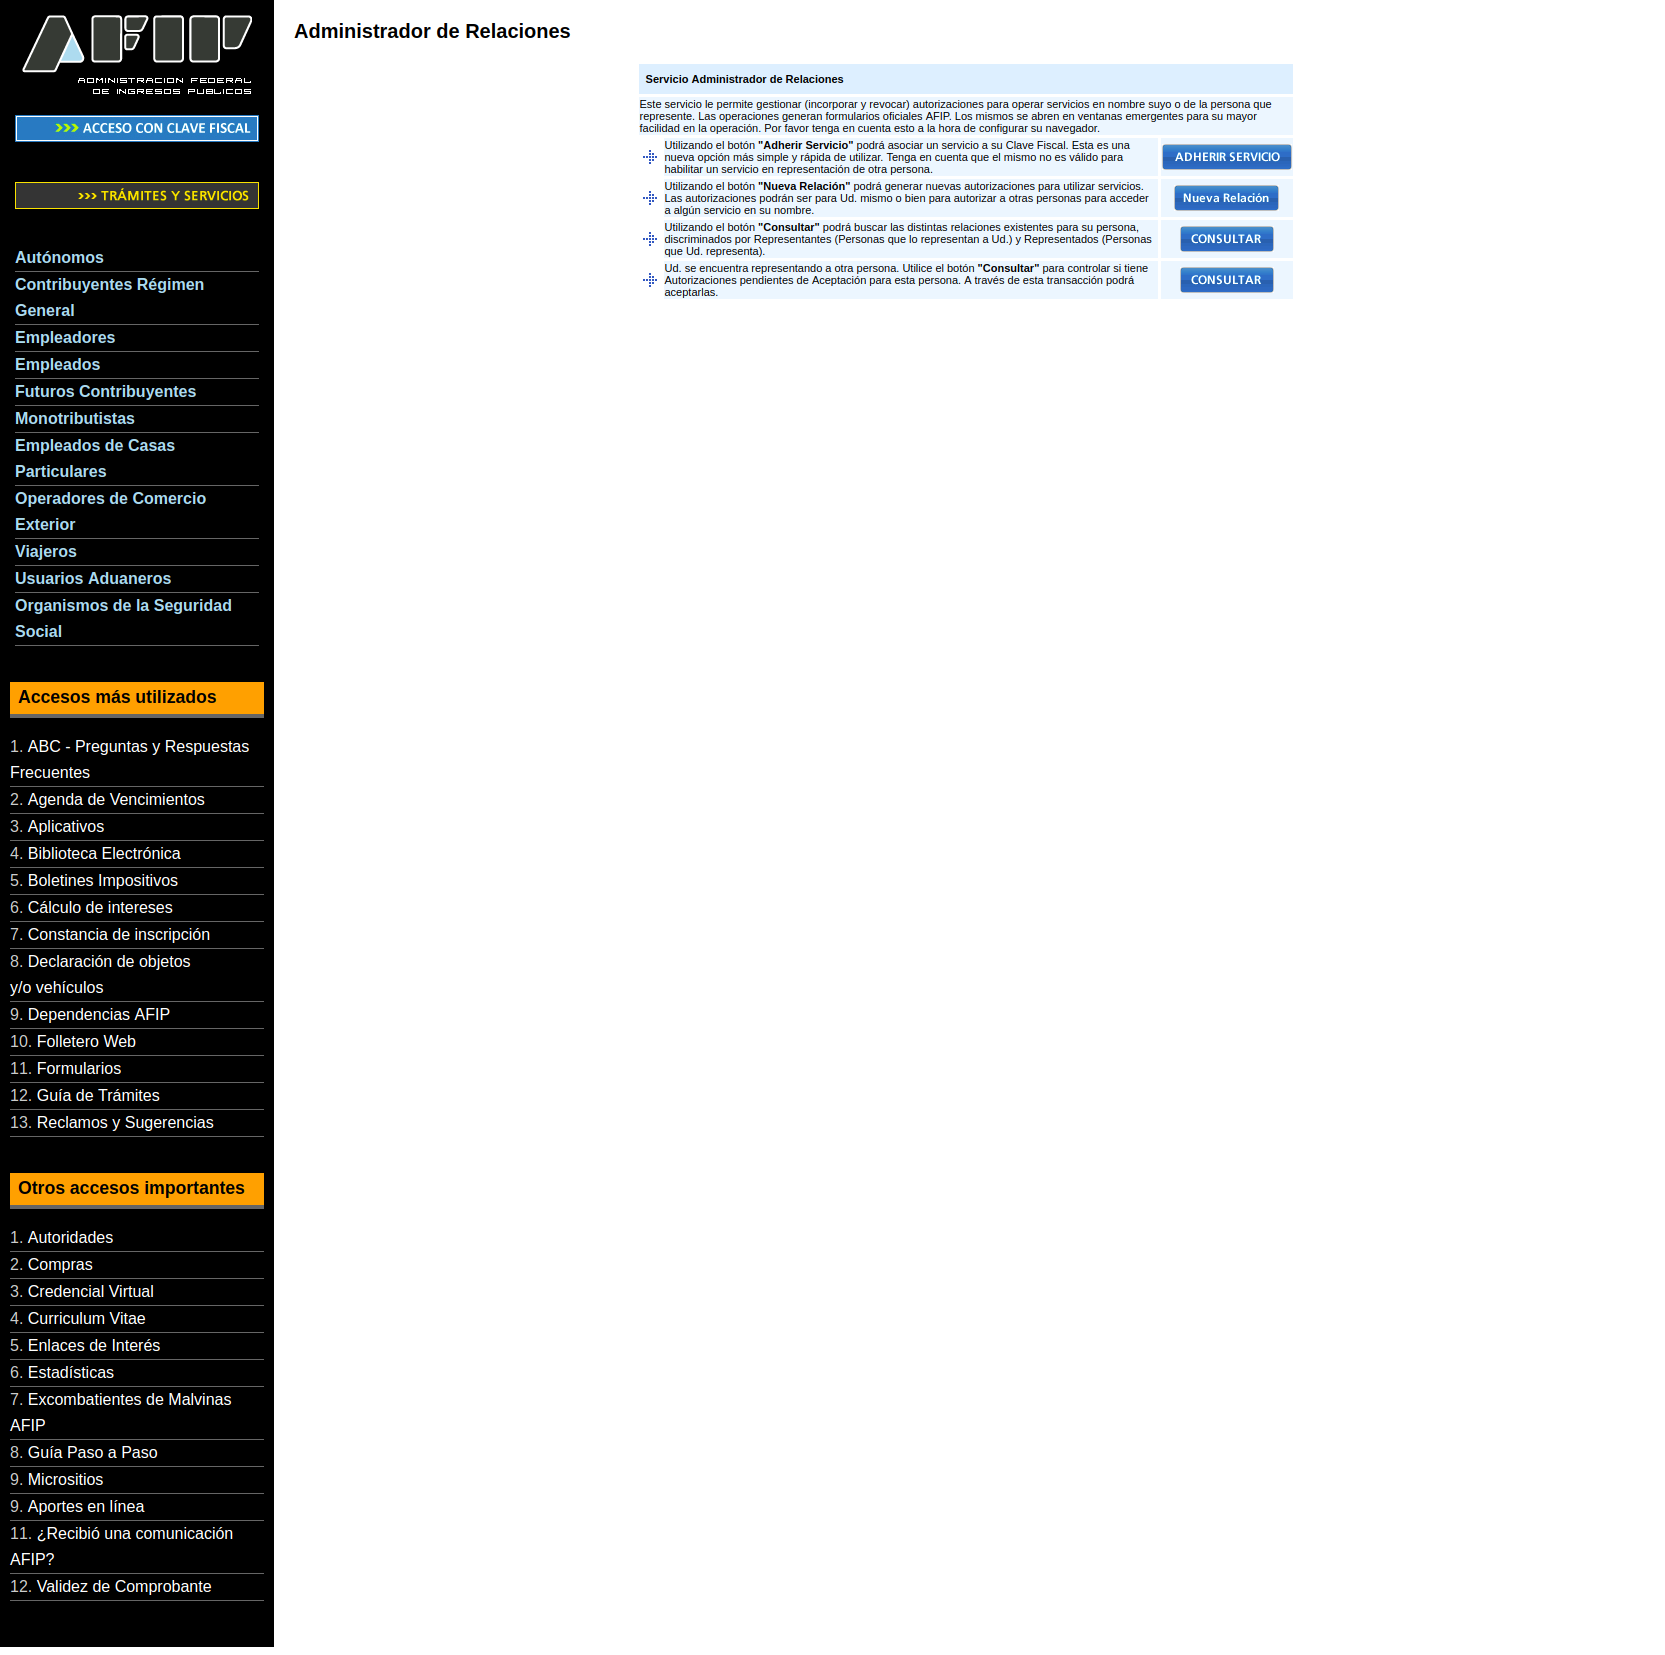 AFIP
ADMINISTRACION FEDERAL
DE INGRESOS PUBLICOS
>>> ACCESO CON CLAVE FISCAL
>>> TRÁMITES Y SERVICIOS
Autónomos
Contribuyentes Régimen
General
Empleadores
Empleados
Futuros Contribuyentes
Monotributistas
Empleados de Casas
Particulares
Operadores de Comercio
Exterior
Viajeros
Usuarios Aduaneros
Organismos de la Seguridad
Social
Accesos más utilizados
1. ABC - Preguntas y Respuestas
Frecuentes
2. Agenda de Vencimientos
3. Aplicativos
4. Biblioteca Electrónica
5. Boletines Impositivos
6. Cálculo de intereses
7. Constancia de inscripción
8. Declaración de objetos
y/o vehículos
9. Dependencias AFIP
10. Folletero Web
11. Formularios
12. Guía de Trámites
13. Reclamos y Sugerencias
Otros accesos importantes
1. Autoridades
2. Compras
3. Credencial Virtual
4. Curriculum Vitae
5. Enlaces de Interés
6. Estadísticas
7. Excombatientes de Malvinas
AFIP
8. Guía Paso a Paso
9. Micrositios
9. Aportes en línea
11. ¿Recibió una comunicación
AFIP?
12. Validez de Comprobante
Administrador de Relaciones
Servicio Administrador de Relaciones
Este servicio le permite gestionar (incorporar y revocar) autorizaciones para operar servicios en nombre suyo o de la persona que
represente. Las operaciones generan formularios oficiales AFIP. Los mismos se abren en ventanas emergentes para su mayor
facilidad en la operación. Por favor tenga en cuenta esto a la hora de configurar su navegador.
Utilizando el botón "Adherir Servicio" podrá asociar un servicio a su Clave Fiscal. Esta es una
nueva opción más simple y rápida de utilizar. Tenga en cuenta que el mismo no es válido para
habilitar un servicio en representación de otra persona.
ADHERIR SERVICIO
Utilizando el botón "Nueva Relación" podrá generar nuevas autorizaciones para utilizar servicios.
Las autorizaciones podrán ser para Ud. mismo o bien para autorizar a otras personas para acceder
a algún servicio en su nombre.
Nueva Relación
Utilizando el botón "Consultar" podrá buscar las distintas relaciones existentes para su persona,
discriminados por Representantes (Personas que lo representan a Ud.) y Representados (Personas
que Ud. representa).
CONSULTAR
Ud. se encuentra representando a otra persona. Utilice el botón "Consultar" para controlar si tiene
Autorizaciones pendientes de Aceptación para esta persona. A través de esta transacción podrá
aceptarlas.
CONSULTAR